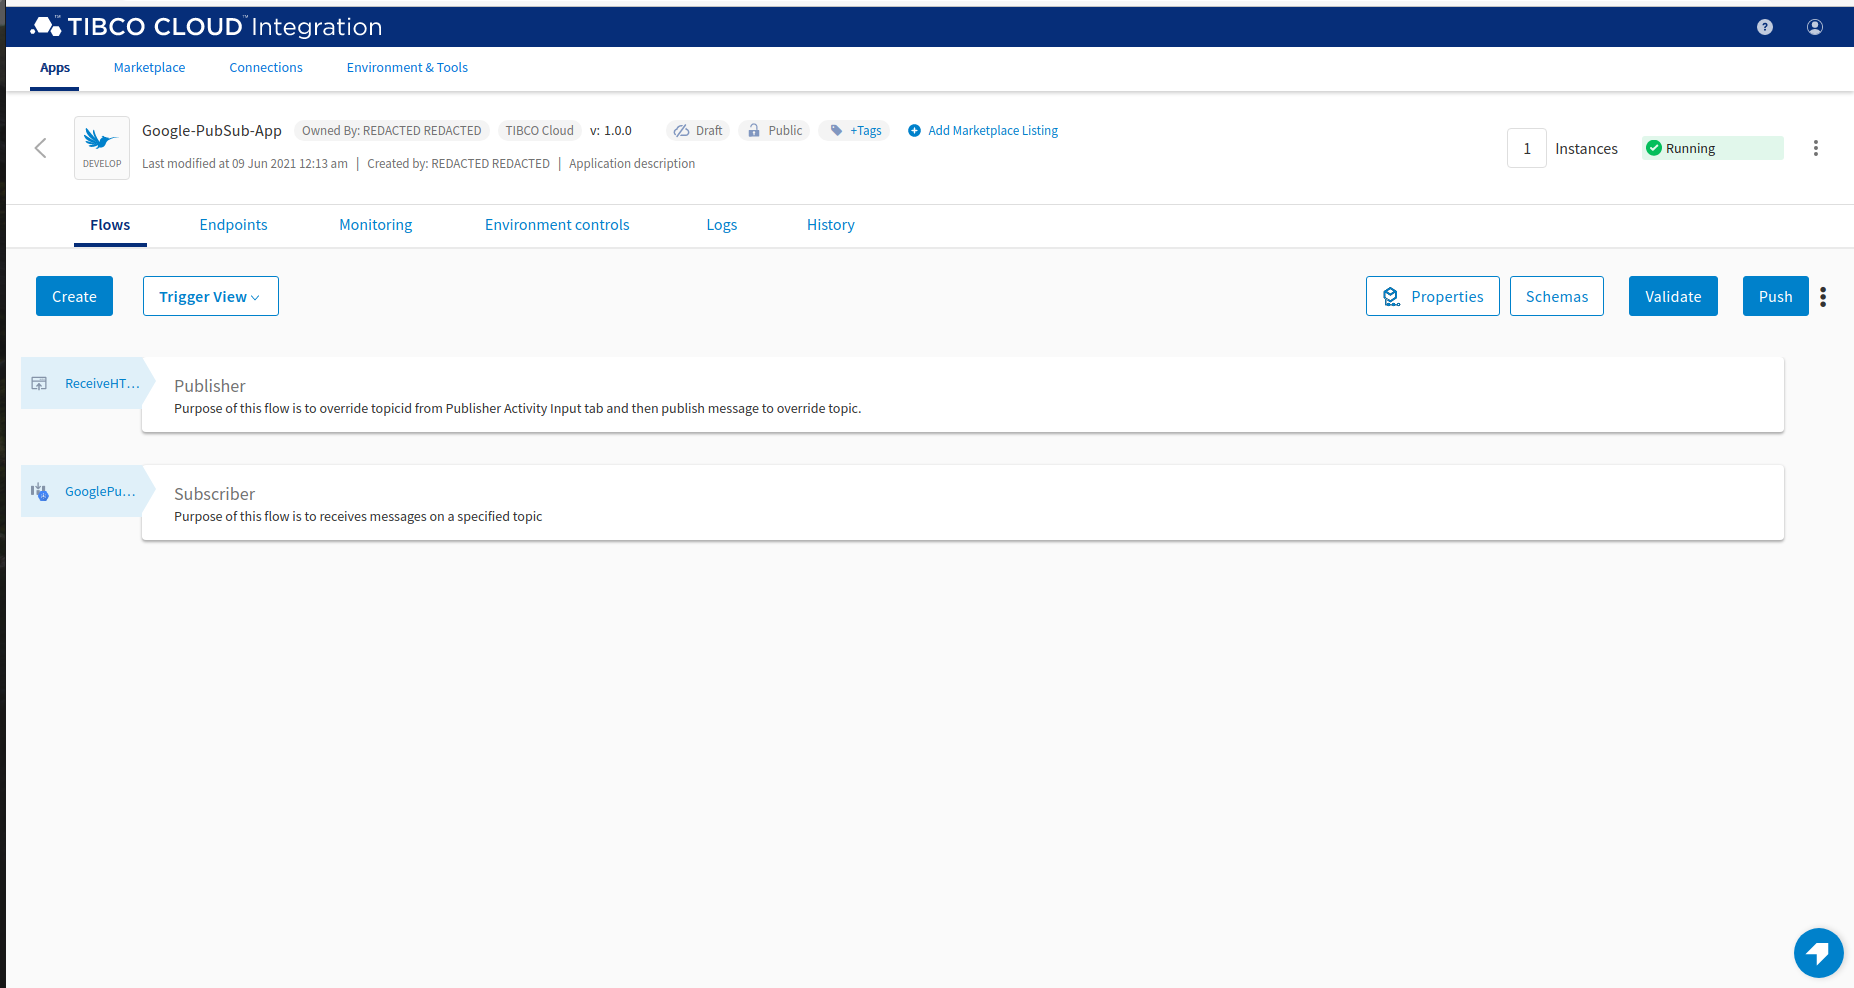 TIBCO CLOUD™ Integration
?
Apps Marketplace Connections Environment & Tools
Google-PubSub-App Owned By: REDACTED REDACTED TIBCO Cloud v: 1.0.0 Draft Public +Tags Add Marketplace Listing
DEVELOP
Last modified at 09 Jun 2021 12:13 am | Created by: REDACTED REDACTED | Application description
1 Instances Running
Flows Endpoints Monitoring Environment controls Logs History
Create Trigger View Properties Schemas Validate Push
ReceiveHT...
Publisher
Purpose of this flow is to override topicid from Publisher Activity Input tab and then publish message to override topic.
GooglePu...
Subscriber
Purpose of this flow is to receives messages on a specified topic